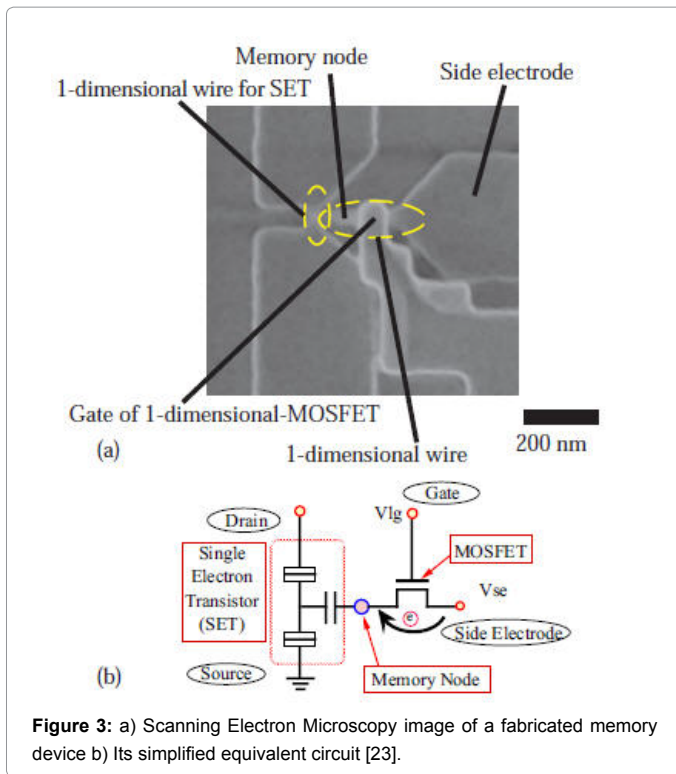 Memory node
1-dimensional wire for SET
Side electrode
Gate of 1-dimensional-MOSFET
(a)
1-dimensional wire
200 nm
Gate
Vlg
Drain
MOSFET
Single
Electron
Transistor
(SET)
Vse
e
Side Electrode
Source
(b)
Memory Node
Figure 3: a) Scanning Electron Microscopy image of a fabricated memory
device b) Its simplified equivalent circuit [23].